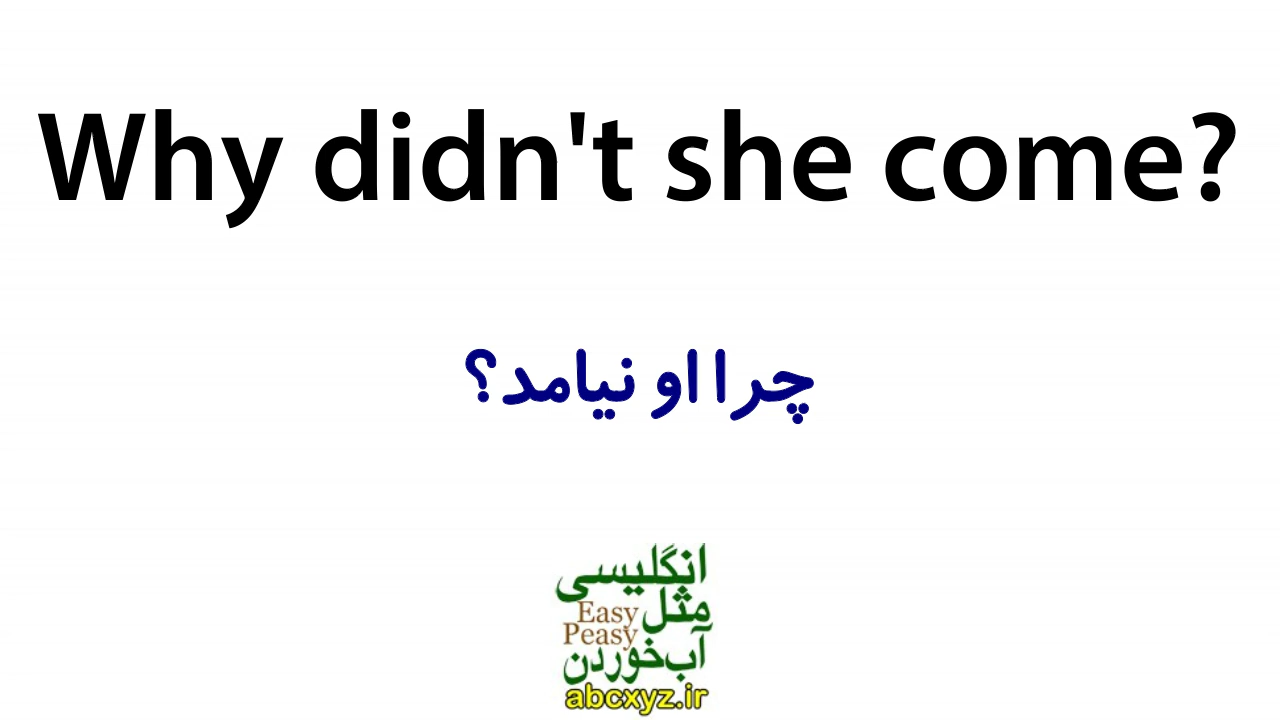 Why didn't she come?
چرا او نیامد؟
انگلیسی
مثل Easy
Peasy
آب‌خوردن
abcxyz.ir